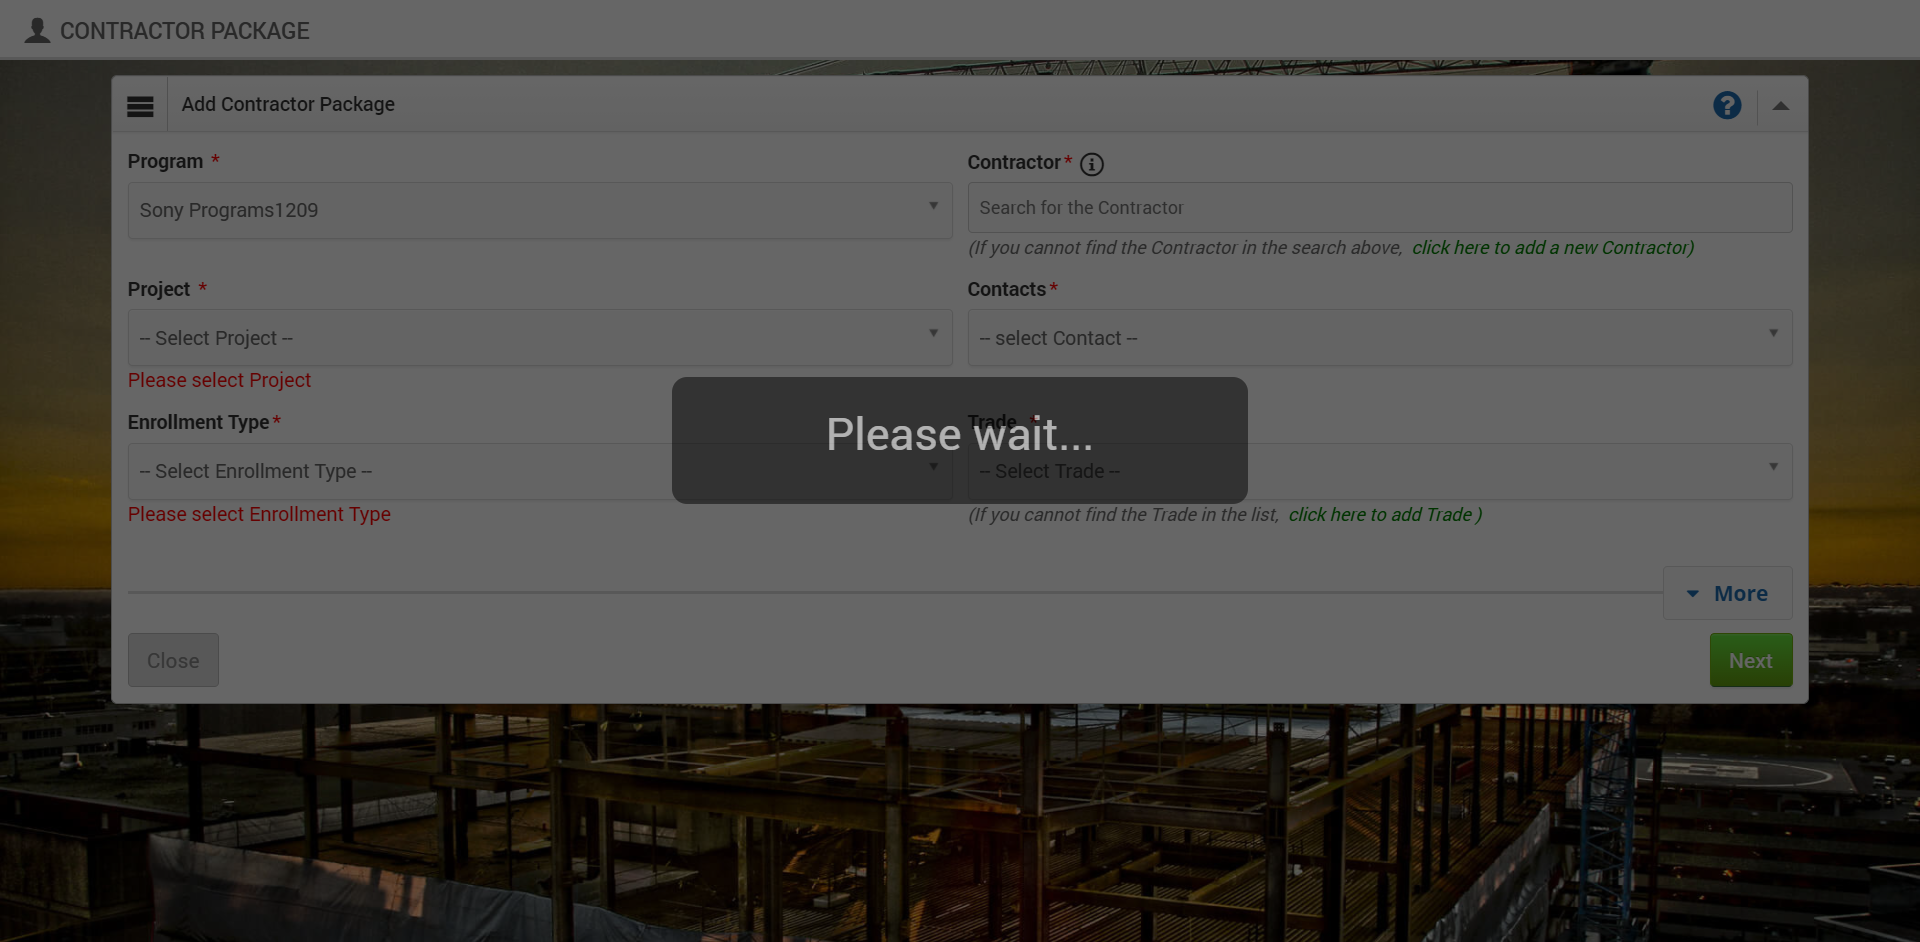 CONTRACTOR PACKAGE
Add Contractor Package
Program *
Sony Programs1209
Contractor*
Search for the Contractor
(If you cannot find the Contractor in the search above, click here to add a new Contractor)
Project *
-- Select Project --
Please select Project
Contacts*
-- select Contact --
Please wait...
Enrollment Type*
-- Select Enrollment Type --
Please select Enrollment Type
Trade *
-- Select Trade --
(If you cannot find the Trade in the list, click here to add Trade )
More
Close
Next